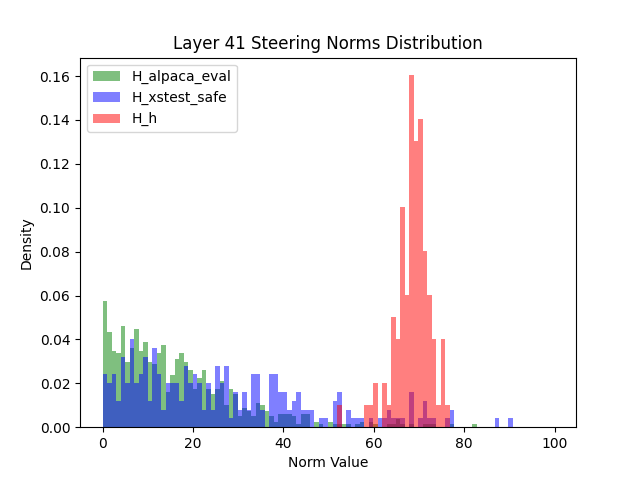 Layer 41 Steering Norms Distribution
H_alpaca_eval
H_xstest_safe
H_h
Density
0.16
0.14
0.12
0.10
0.08
0.06
0.04
0.02
0.00
0 20 40 60 80 100
Norm Value